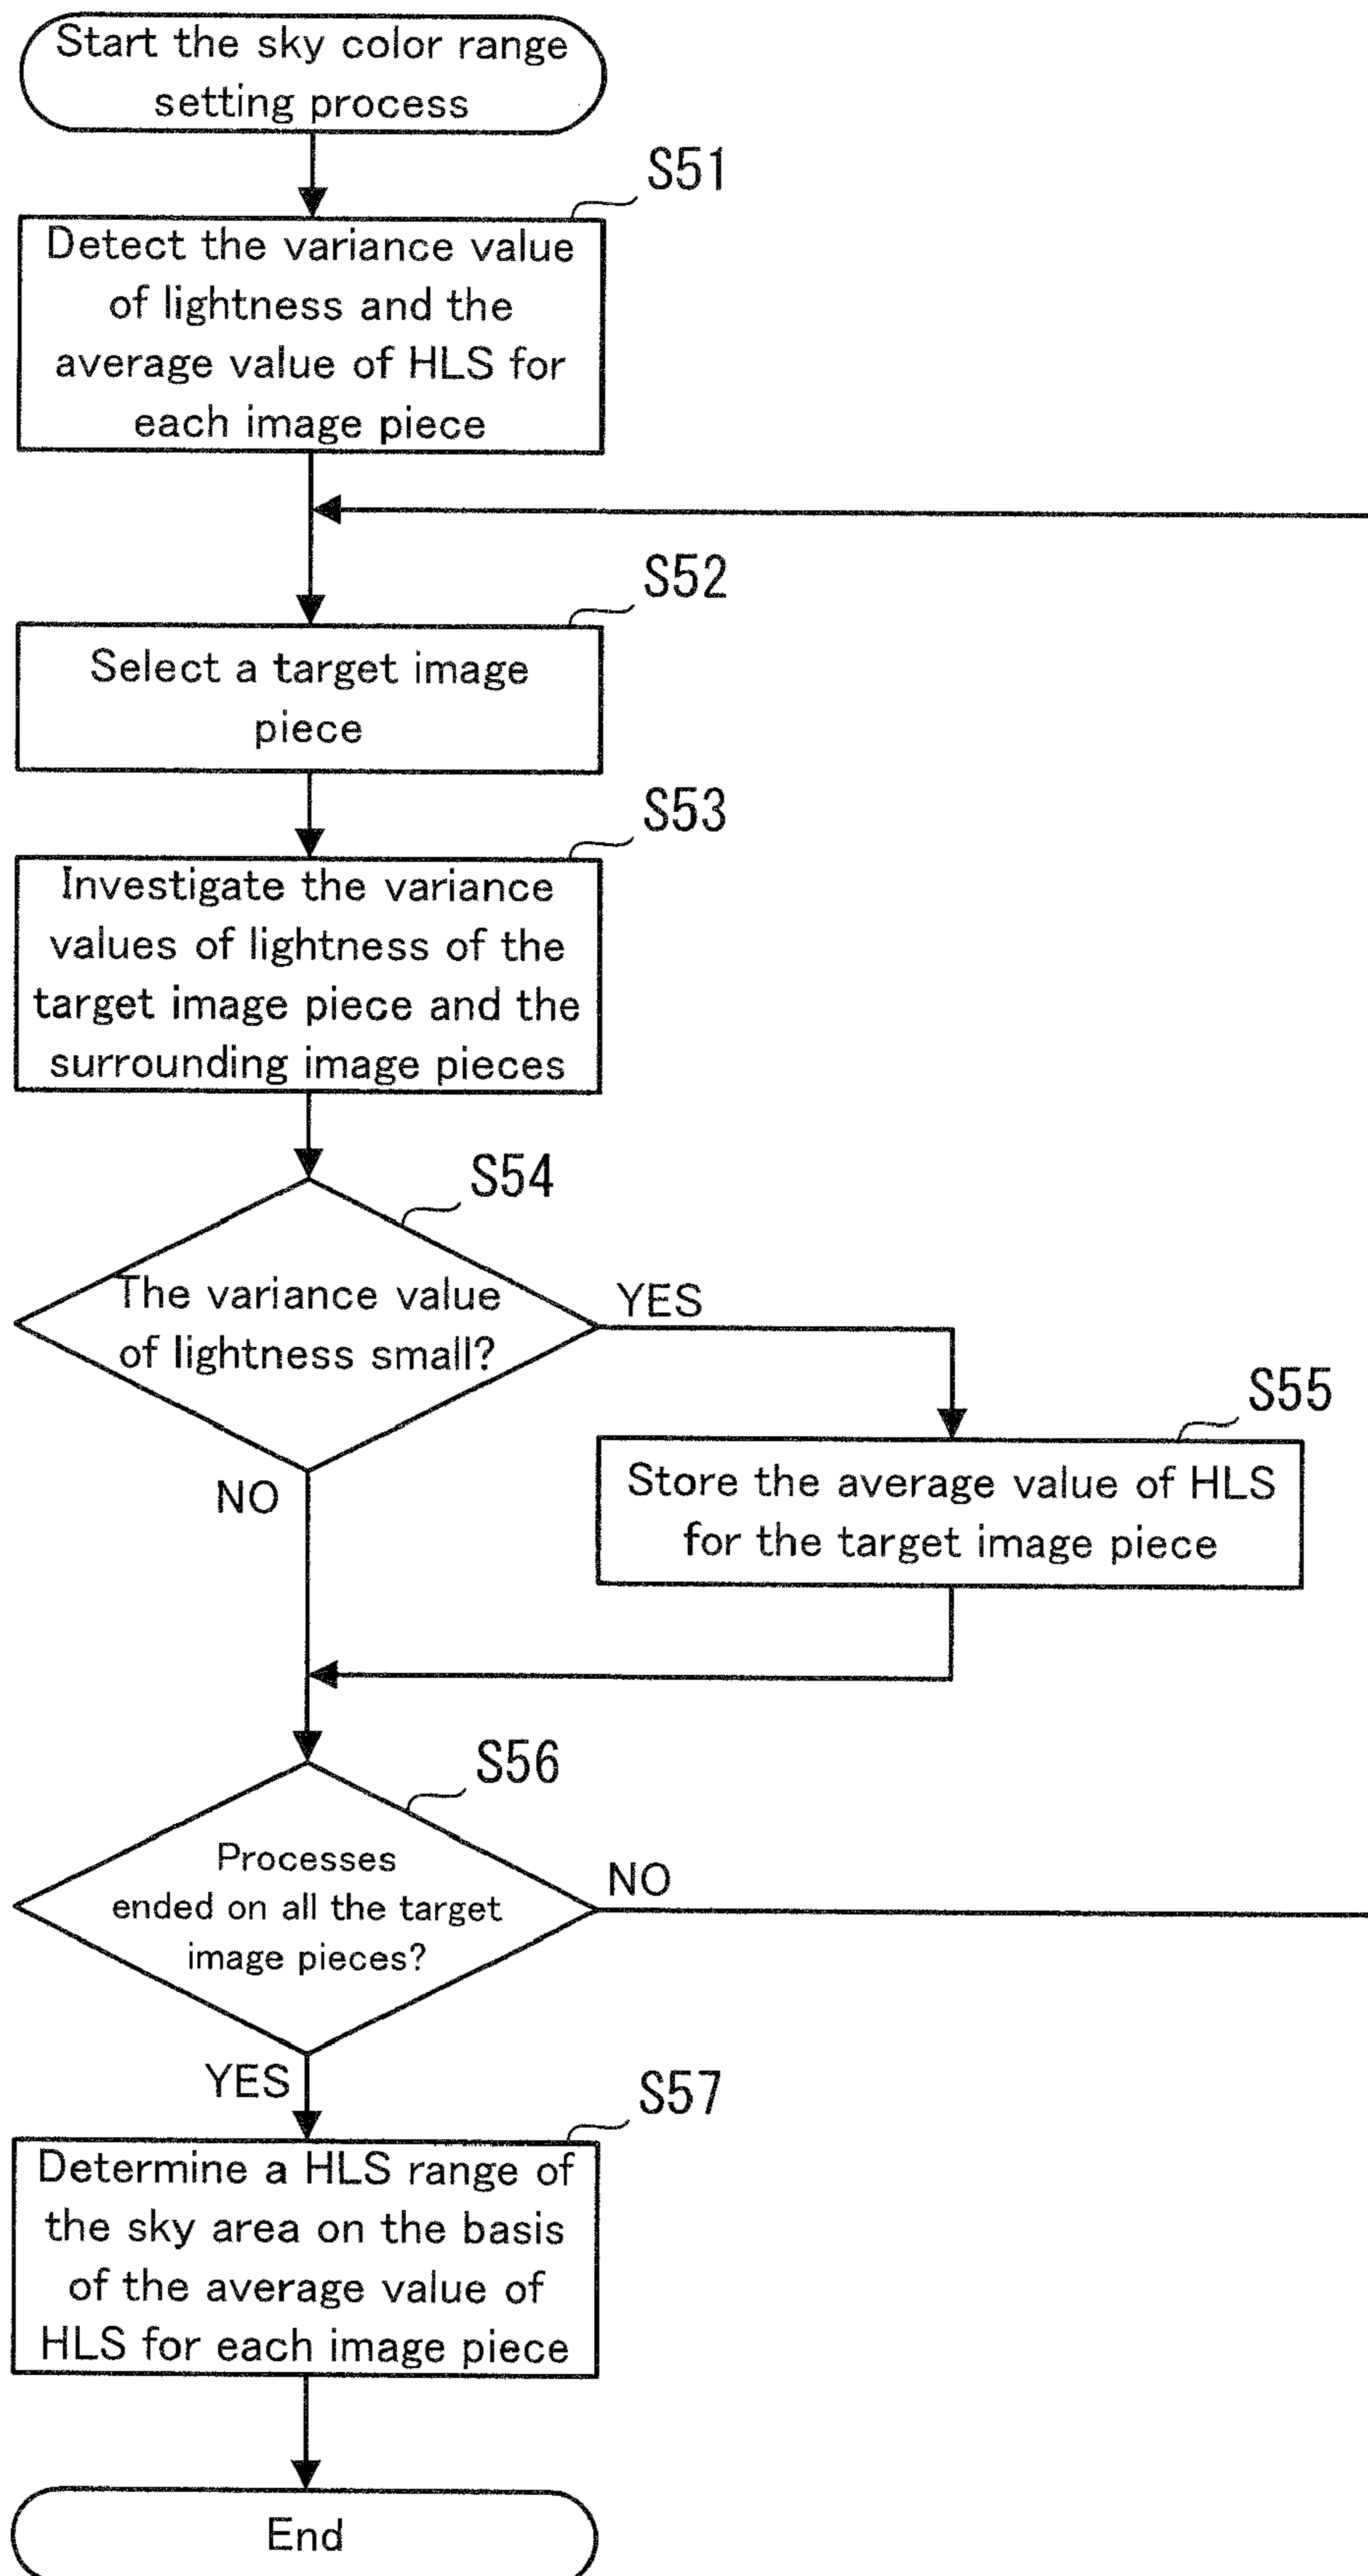 Start the sky color range
setting process
S51
Detect the variance value
of lightness and the
average value of HLS for
each image piece
S52
Select a target image
piece
S53
Investigate the variance
values of lightness of the
target image piece and the
surrounding image pieces
S54
The variance value
of lightness small?
YES
NO
S55
Store the average value of HLS
for the target image piece
S56
Processes
ended on all the target
image pieces?
NO
YES
S57
Determine a HLS range of
the sky area on the basis
of the average value of
HLS for each image piece
End